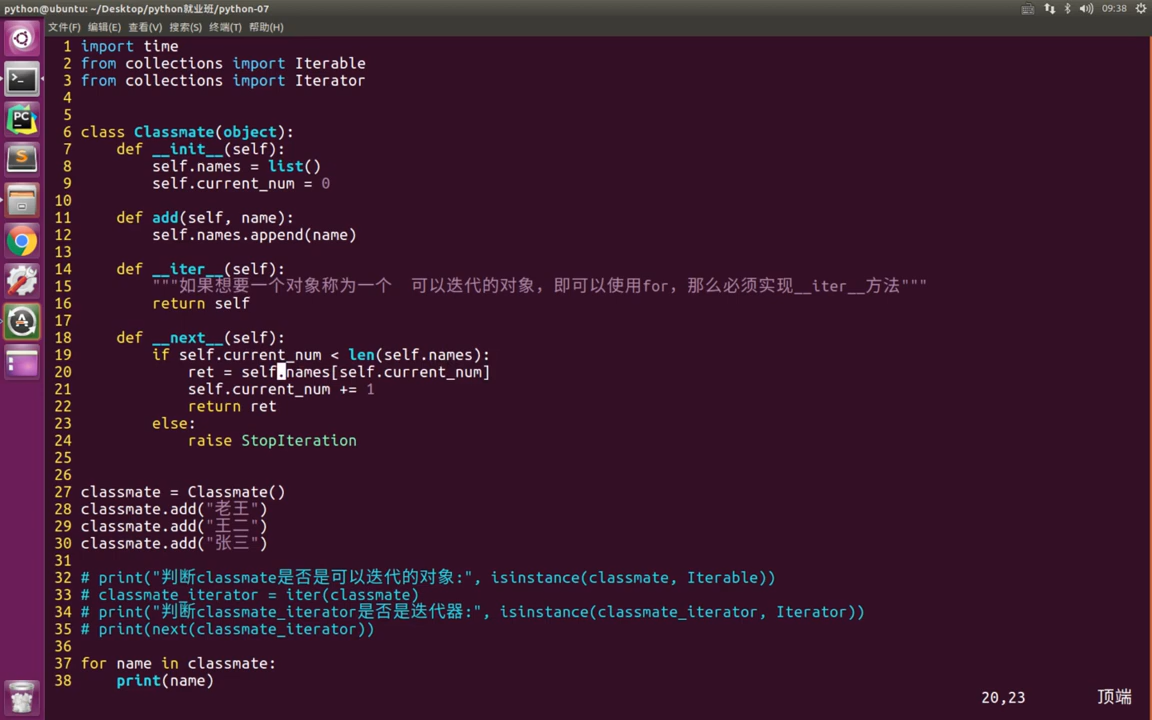 python@ubuntu: ~/Desktop/python就业班/python-07
09:38
文件(F) 编辑(E) 查看(V) 搜索(S) 终端(T) 帮助(H)
1 import time
2 from collections import Iterable
3 from collections import Iterator
4
5
6 class Classmate(object):
7     def __init__(self):
8         self.names = list()
9         self.current_num = 0
10
11     def add(self, name):
12         self.names.append(name)
13
14     def __iter__(self):
15         """如果想要一个对象称为一个  可以迭代的对象，即可以使用for，那么必须实现__iter__方法"""
16         return self
17
18     def __next__(self):
19         if self.current_num < len(self.names):
20             ret = self.names[self.current_num]
21             self.current_num += 1
22             return ret
23         else:
24             raise StopIteration
25
26
27 classmate = Classmate()
28 classmate.add("老王")
29 classmate.add("王二")
30 classmate.add("张三")
31
32 # print("判断classmate是否是可以迭代的对象:", isinstance(classmate, Iterable))
33 # classmate_iterator = iter(classmate)
34 # print("判断classmate_iterator是否是迭代器:", isinstance(classmate_iterator, Iterator))
35 # print(next(classmate_iterator))
36
37 for name in classmate:
38     print(name)
20,23 顶端